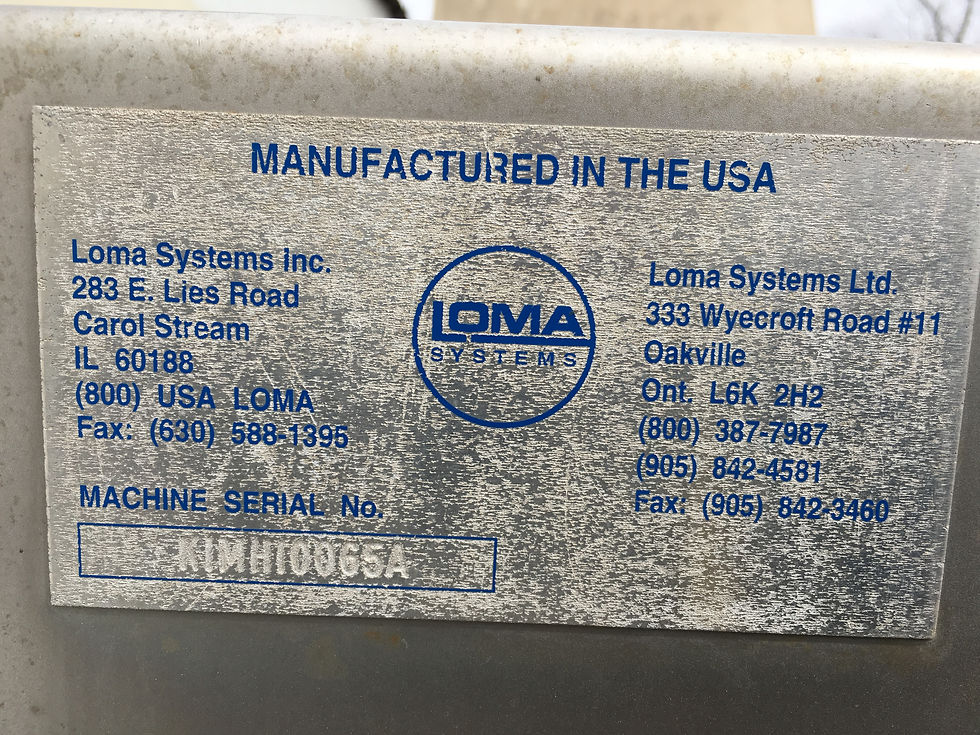 MANUFACTURED IN THE USA
Loma Systems Inc.
283 E. Lies Road
Carol Stream
IL 60188
(800) USA LOMA
Fax: (630) 588-1395
LOMA
SYSTEMS
Loma Systems Ltd.
333 Wyecroft Road #11
Oakville
Ont. L6K 2H2
(800) 387-7987
(905) 842-4581
Fax: (905) 842-3460
MACHINE SERIAL No.